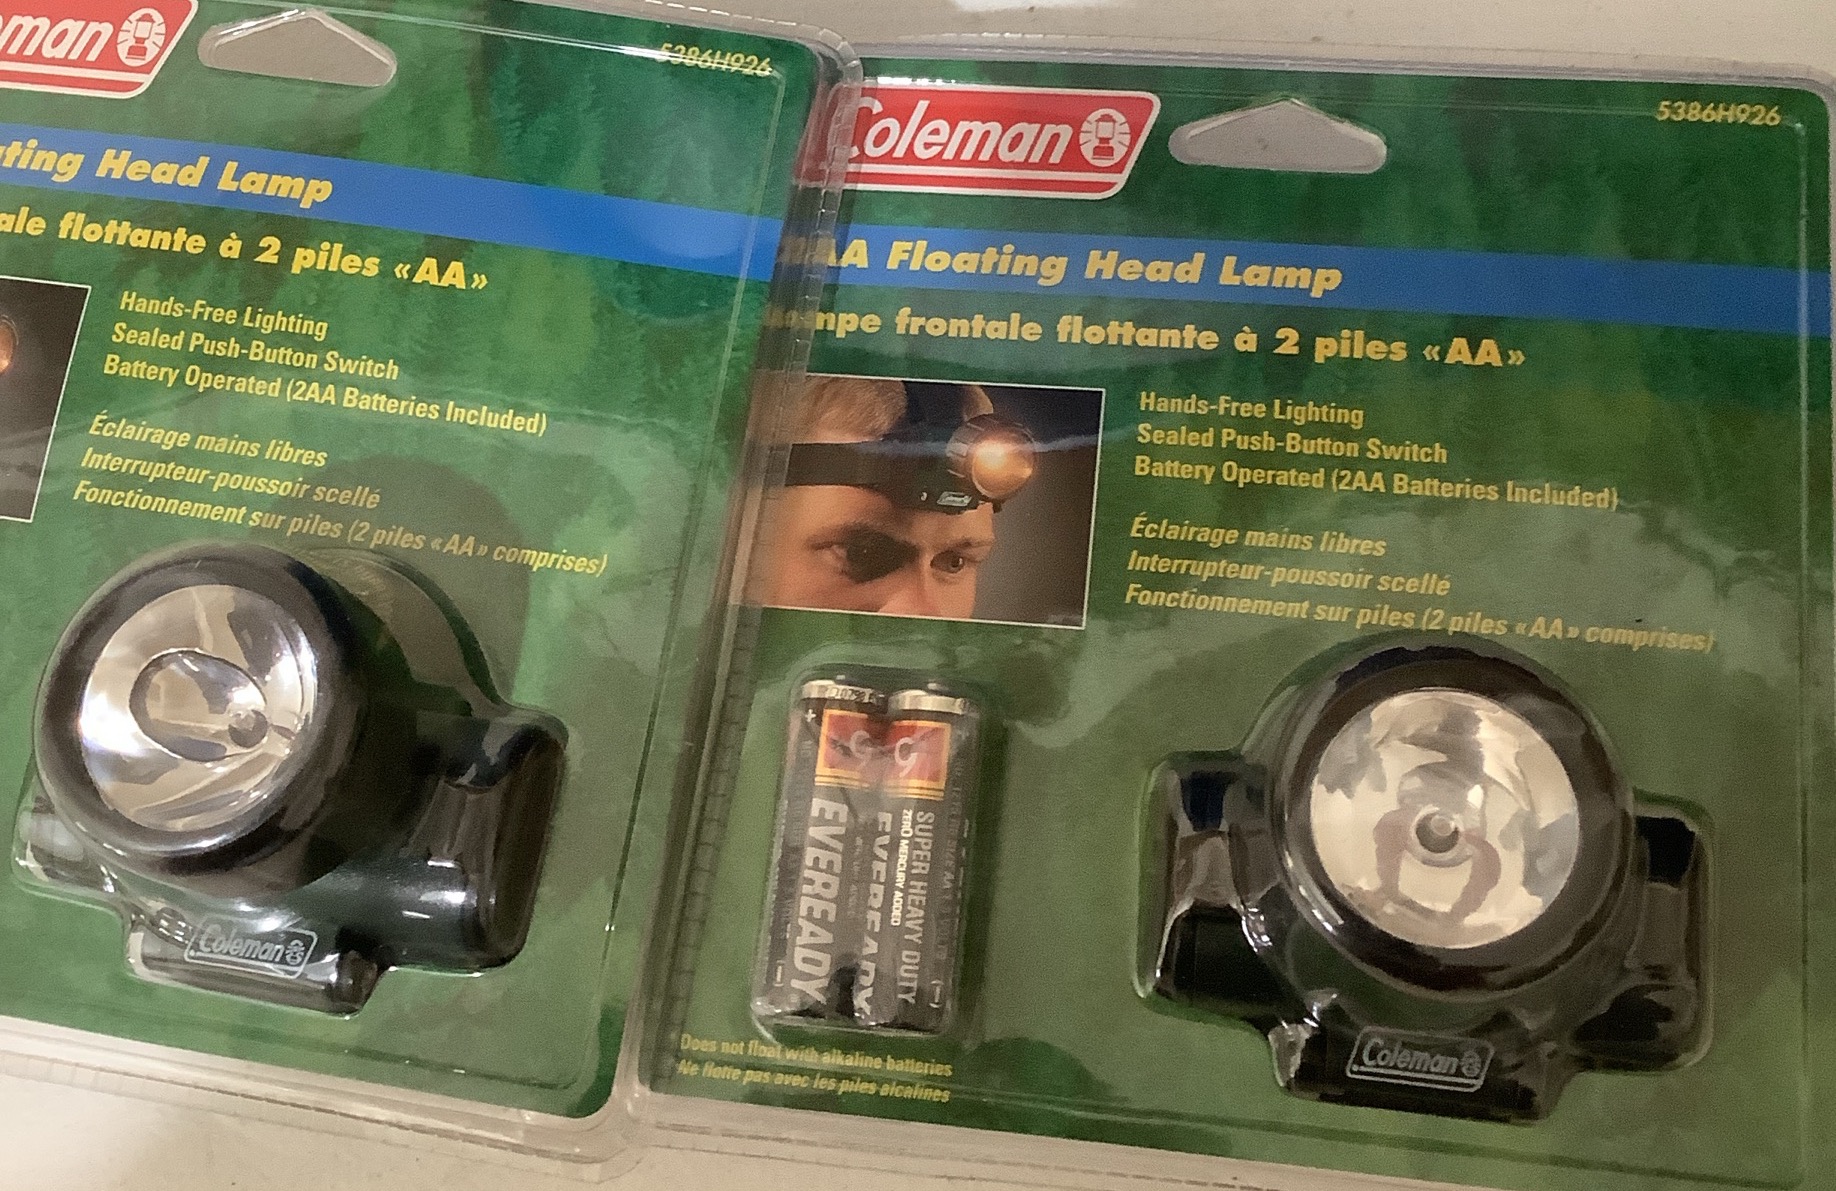 5386H926
ting Head Lamp
ale flottante à 2 piles «AA»
Hands-Free Lighting
Sealed Push-Button Switch
Battery Operated (2AA Batteries Included)
Éclairage mains libres
Interrupteur-poussoir scellé
Fonctionnement sur piles (2 piles «AA» comprises)
Coleman
Coleman
5386H926
2AA Floating Head Lamp
mpe frontale flottante à 2 piles «AA»
Coleman
Hands-Free Lighting
Sealed Push-Button Switch
Battery Operated (2AA Batteries Included)
Éclairage mains libres
Interrupteur-poussoir scellé
Fonctionnement sur piles (2 piles «AA» comprises)
EVEREADY
EVEREADY
SUPER HEAVY DUTY
ZERO MERCURY ADDED
*Does not float with alkaline batteries
*Ne flotte pas avec les piles alcalines
Coleman